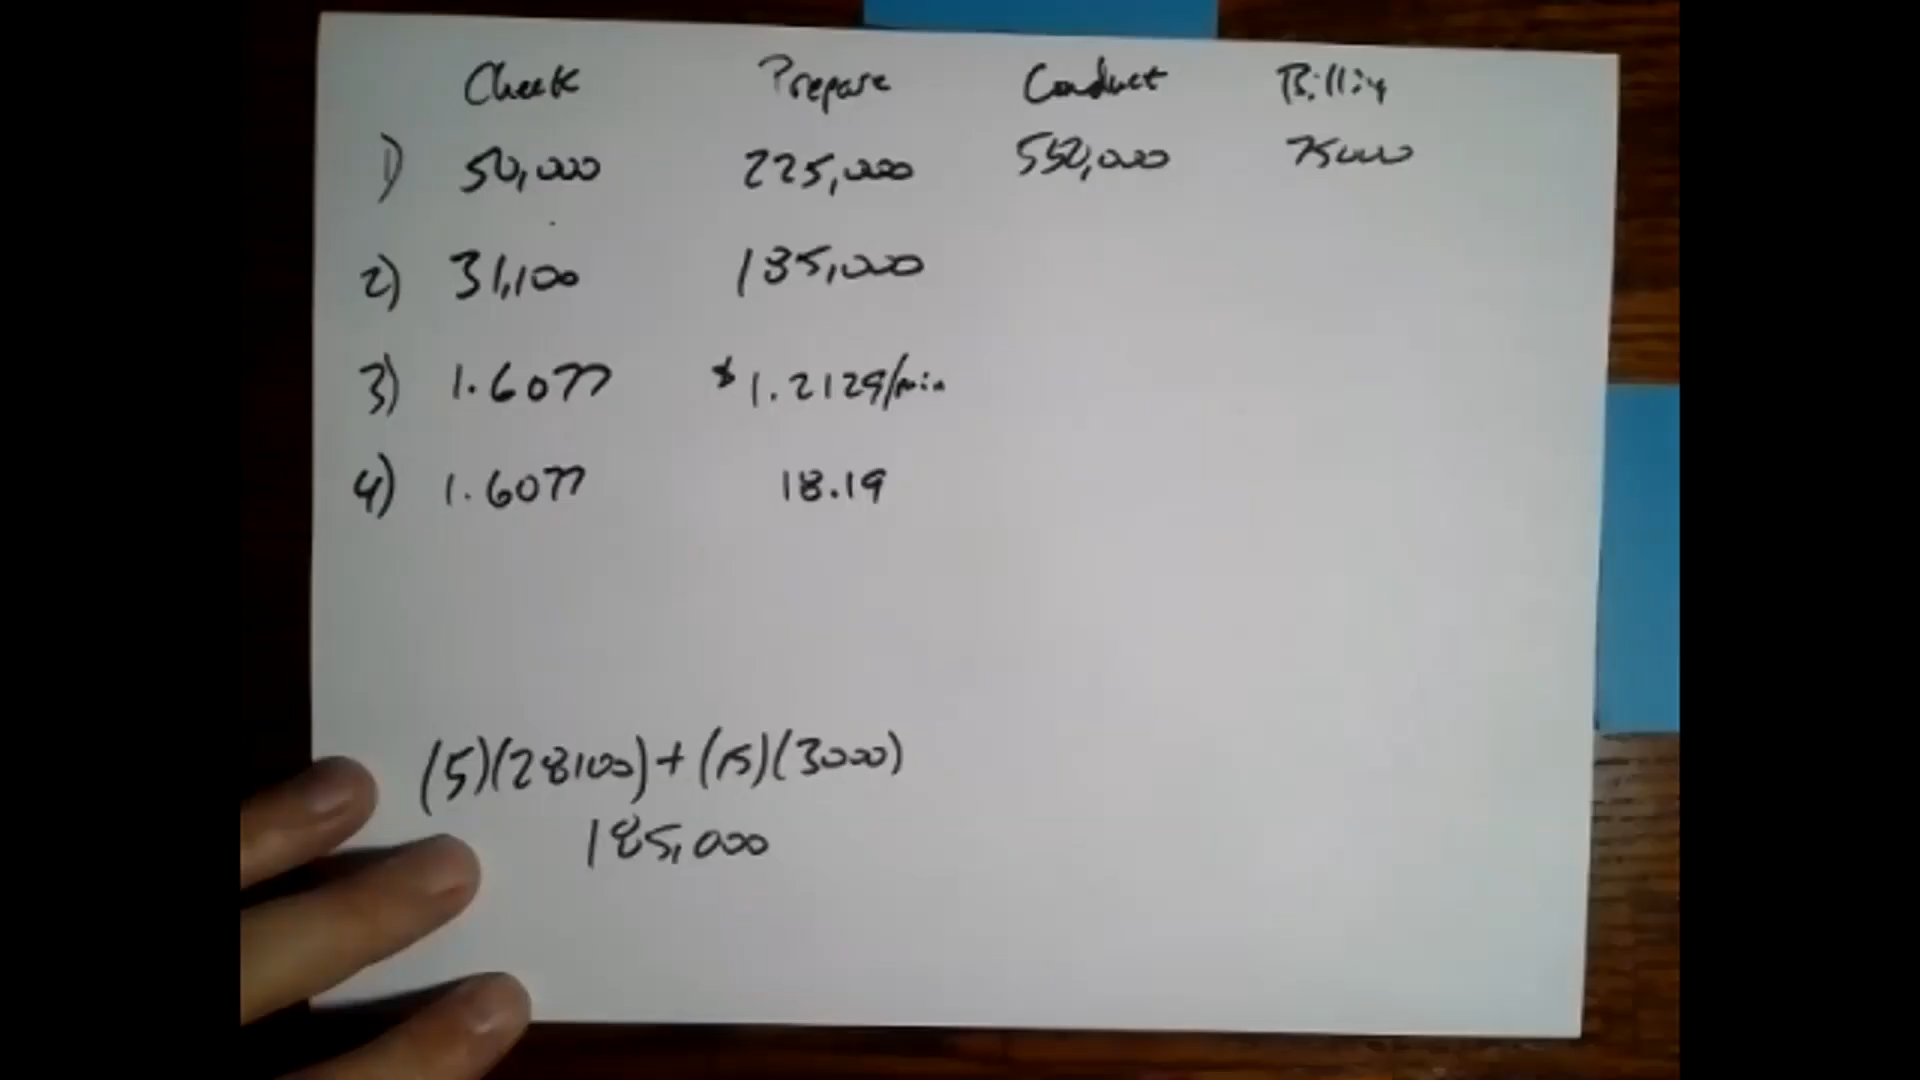 Check Prepare Conduct Billing
1) 50,000 225,000 550,000 75000
2) 31,100 185,000
3) 1.6077 $1.2129/min
4) 1.6077 18.19
(5)(28100)+(15)(3000)
185,000